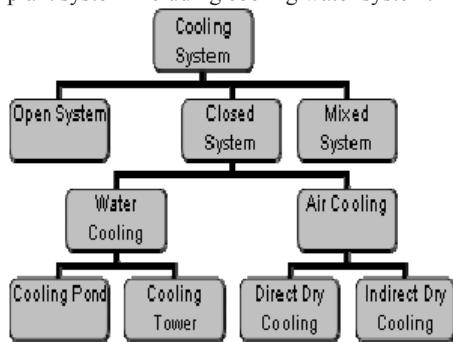 Cooling
System
Open System
Closed
System
Mixed
System
Water
Cooling
Air Cooling
Cooling Pond
Cooling
Tower
Direct Dry
Cooling
Indirect Dry
Cooling